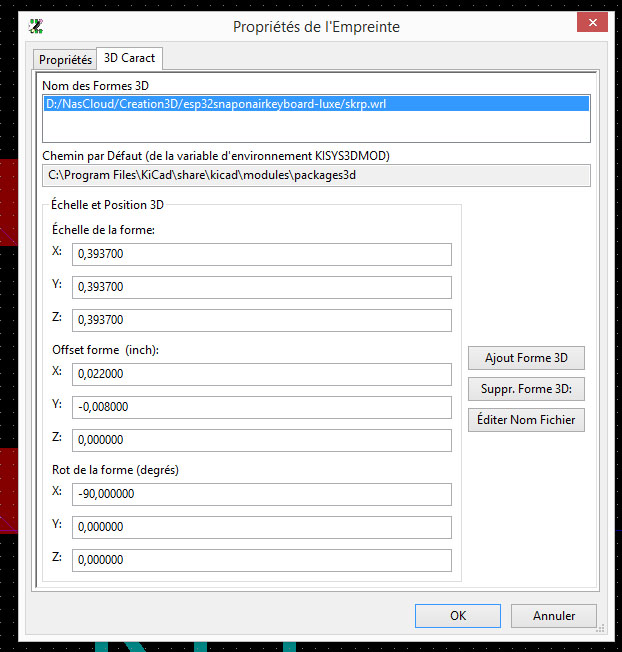 Propriétés de l'Empreinte
Propriétés
3D Caract
Nom des Formes 3D
D:/NasCloud/Creation3D/esp32snaponairkeyboard-luxe/skrp.wrl
Chemin par Défaut (de la variable d'environnement KISYS3DMOD)
C:\Program Files\KiCad\share\kicad\modules\packages3d
Échelle et Position 3D
Échelle de la forme:
X: 0,393700
Y: 0,393700
Z: 0,393700
Offset forme (inch):
X: 0,022000
Y: -0,008000
Z: 0,000000
Rot de la forme (degrés)
X: -90,000000
Y: 0,000000
Z: 0,000000
Ajout Forme 3D
Suppr. Forme 3D:
Éditer Nom Fichier
OK
Annuler